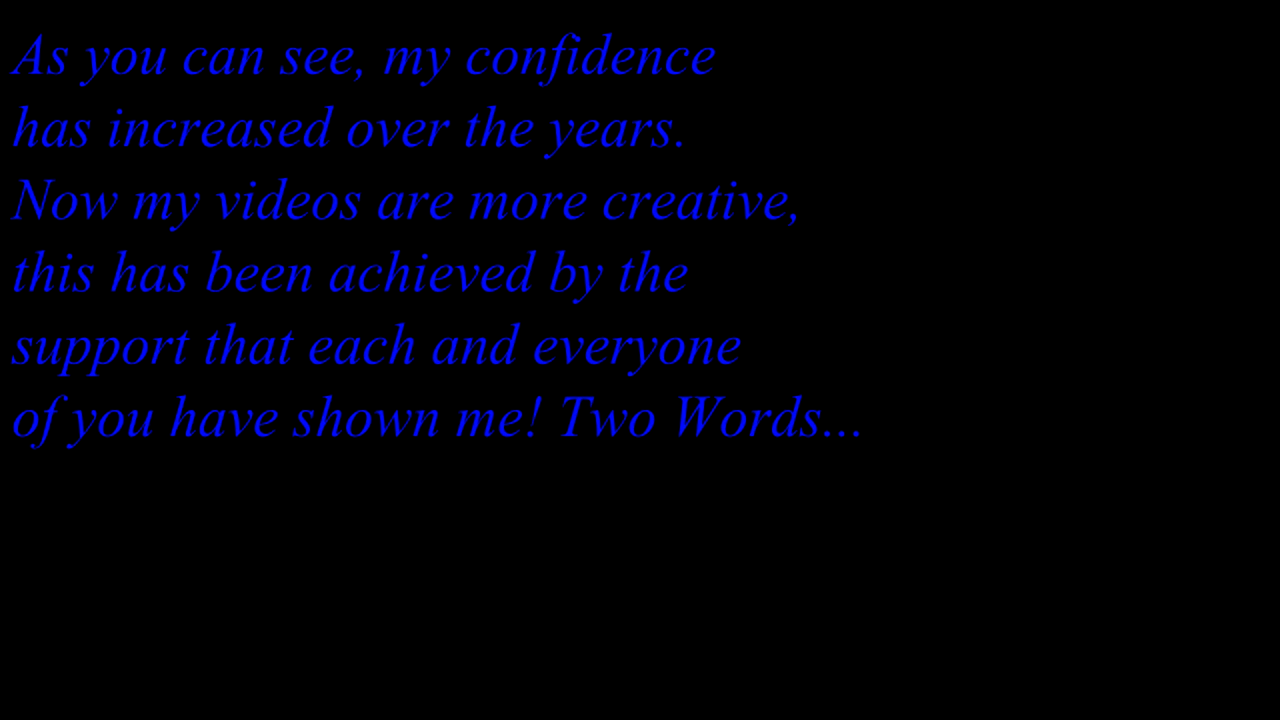 As you can see, my confidence
has increased over the years.
Now my videos are more creative,
this has been achieved by the
support that each and everyone
of you have shown me! Two Words...